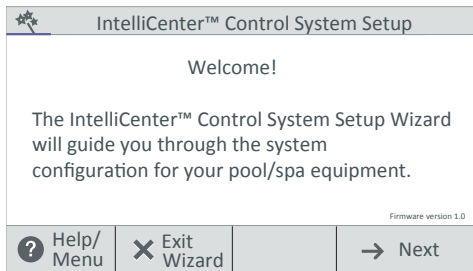 IntelliCenter™ Control System Setup
Welcome!
The IntelliCenter™ Control System Setup Wizard
will guide you through the system
configuration for your pool/spa equipment.
Firmware version 1.0
? Help/
Menu
Exit
Wizard
Next